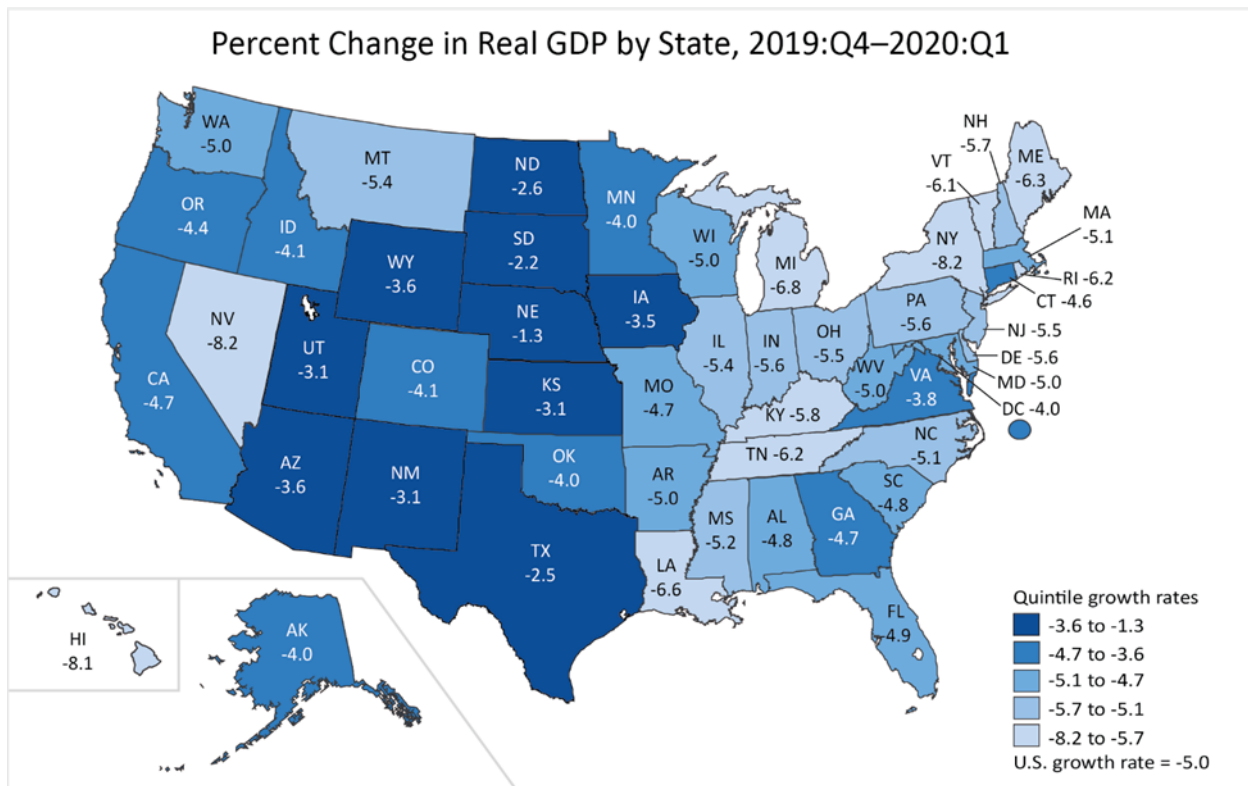 Percent Change in Real GDP by State, 2019:Q4–2020:Q1
WA
-5.0
MT
-5.4
ND
-2.6
MN
-4.0
NH
-5.7
VT
-6.1
ME
-6.3
OR
-4.4
ID
-4.1
SD
-2.2
WI
-5.0
MA
-5.1
WY
-3.6
MI
-6.8
NY
-8.2
RI -6.2
CT -4.6
NV
-8.2
NE
-1.3
IA
-3.5
PA
-5.6
NJ -5.5
UT
-3.1
CO
-4.1
IL
-5.4
IN
-5.6
OH
-5.5
DE -5.6
MD -5.0
DC -4.0
CA
-4.7
KS
-3.1
MO
-4.7
WV
-5.0
VA
-3.8
KY -5.8
NC
-5.1
TN -6.2
AZ
-3.6
NM
-3.1
OK
-4.0
AR
-5.0
SC
-4.8
MS
-5.2
AL
-4.8
GA
-4.7
TX
-2.5
LA
-6.6
FL
-4.9
HI
-8.1
AK
-4.0
Quintile growth rates
-3.6 to -1.3
-4.7 to -3.6
-5.1 to -4.7
-5.7 to -5.1
-8.2 to -5.7
U.S. growth rate = -5.0